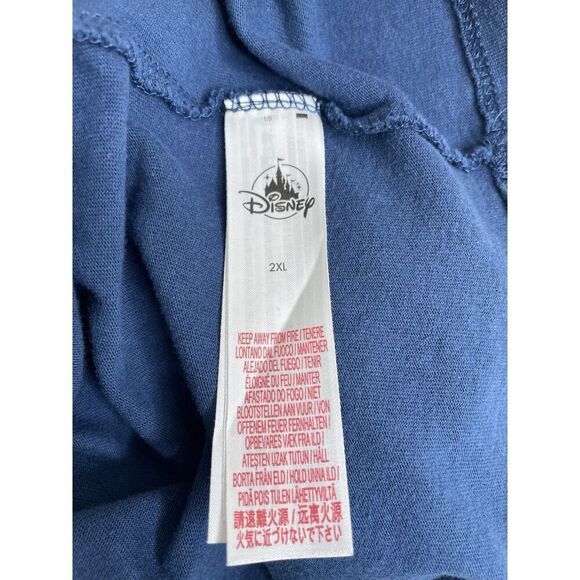 1/5
Disney
2XL
KEEP AWAY FROM FIRE / TENERE
LONTANO DAL FUOCO / MANTENER
ALEJADO DEL FUEGO / TENIR
ÉLOIGNÉ DU FEU / MANTER
AFASTADO DO FOGO / NIET
BLOOTSTELLEN AAN VUUR / VON
OFFENEM FEUER FERNHALTEN /
OPBEVARES VÆK FRA ILD /
ATEŞTEN UZAK TUTUN / HÅLL
BORTA FRÅN ELD / HOLD UNNA ILD /
PIDÄ POIS TULEN LÄHETTYVILTÄ
請遠離火源 / 远离火源
火気に近づけないで下さい